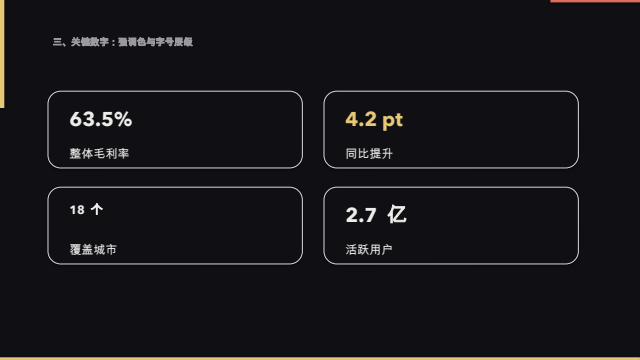 三、关键数字：强调色与字号层级
63.5%
整体毛利率
4.2 pt
同比提升
18 个
覆盖城市
2.7 亿
活跃用户